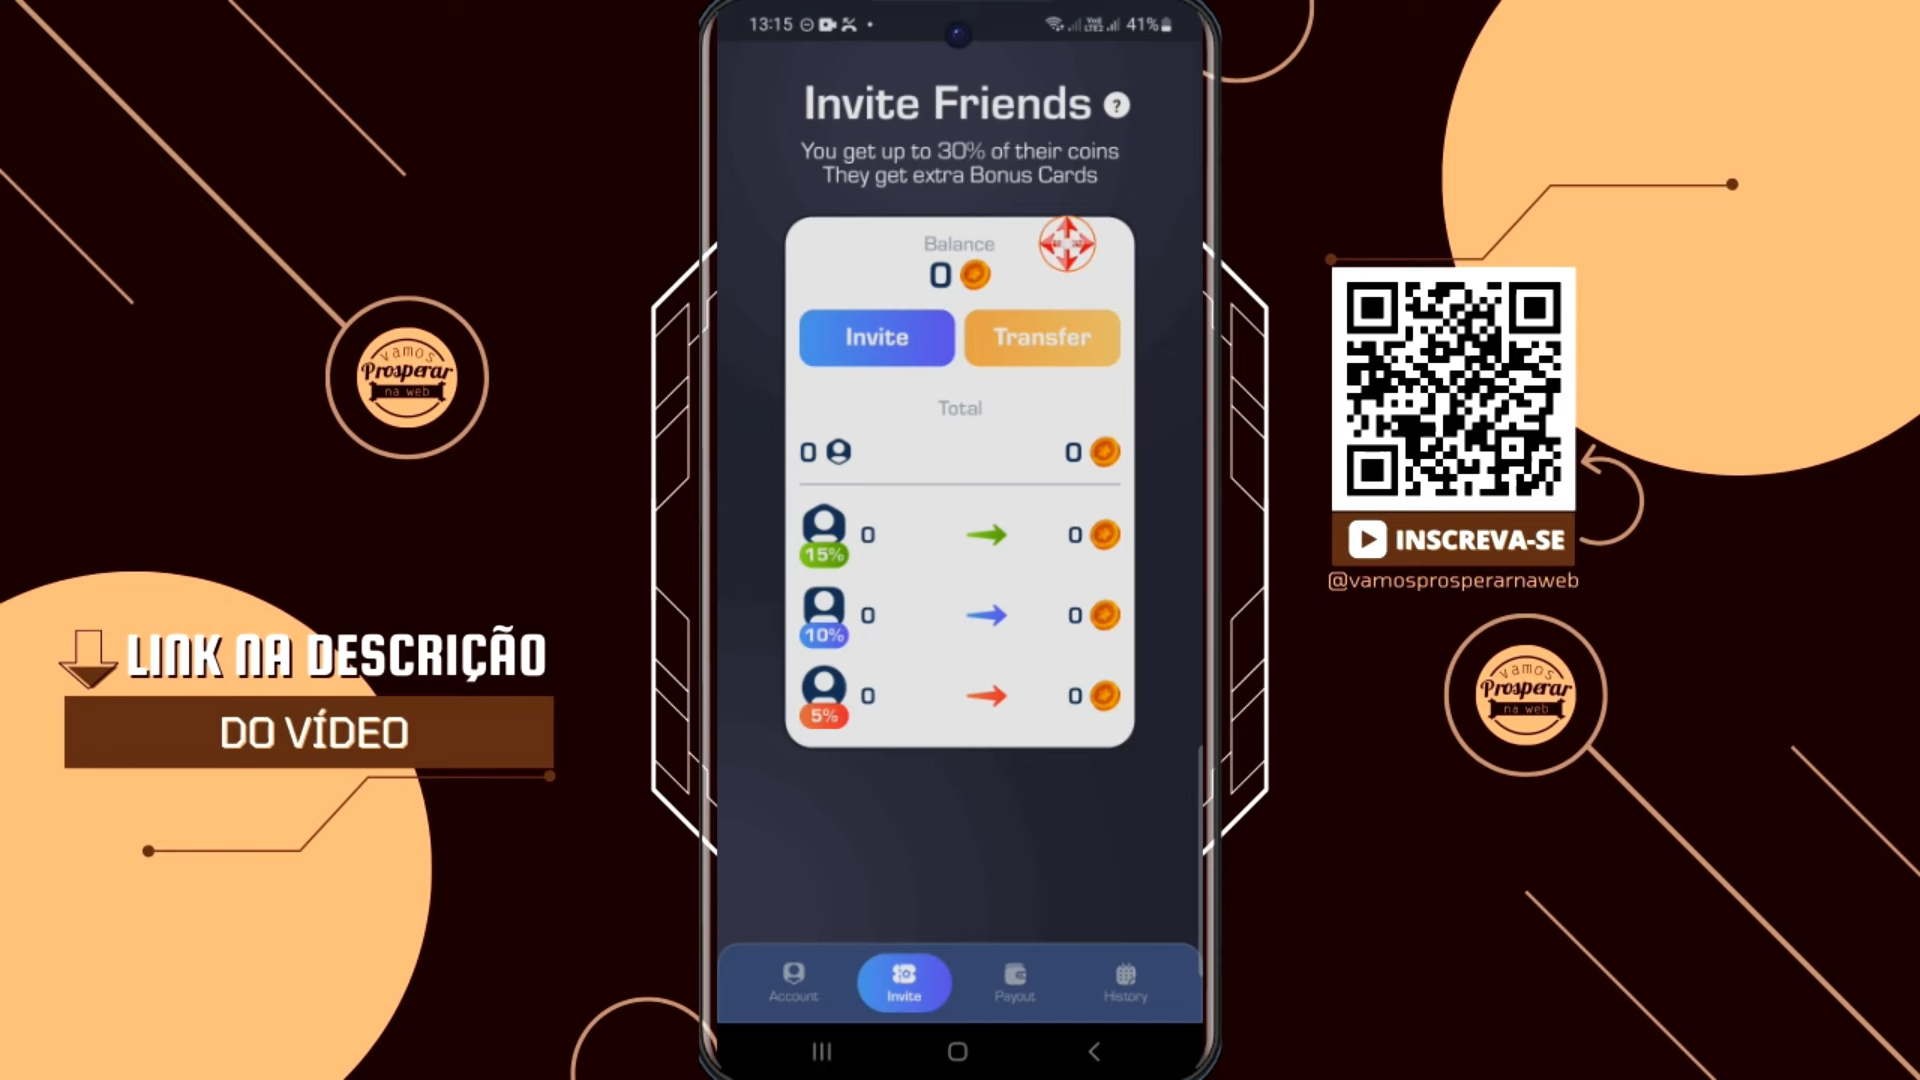 13:15
41%
Invite Friends ?
You get up to 30% of their coins
They get extra Bonus Cards
Balance
0
Invite Transfer
Total
0 0
0 0
15%
0 0
10%
0 0
5%
Account Invite Payout History
vamos
Prosperar
na web
LINK NA DESCRIÇÃO
DO VÍDEO
INSCREVA-SE
@vamosprosperarnaweb
vamos
Prosperar
na web